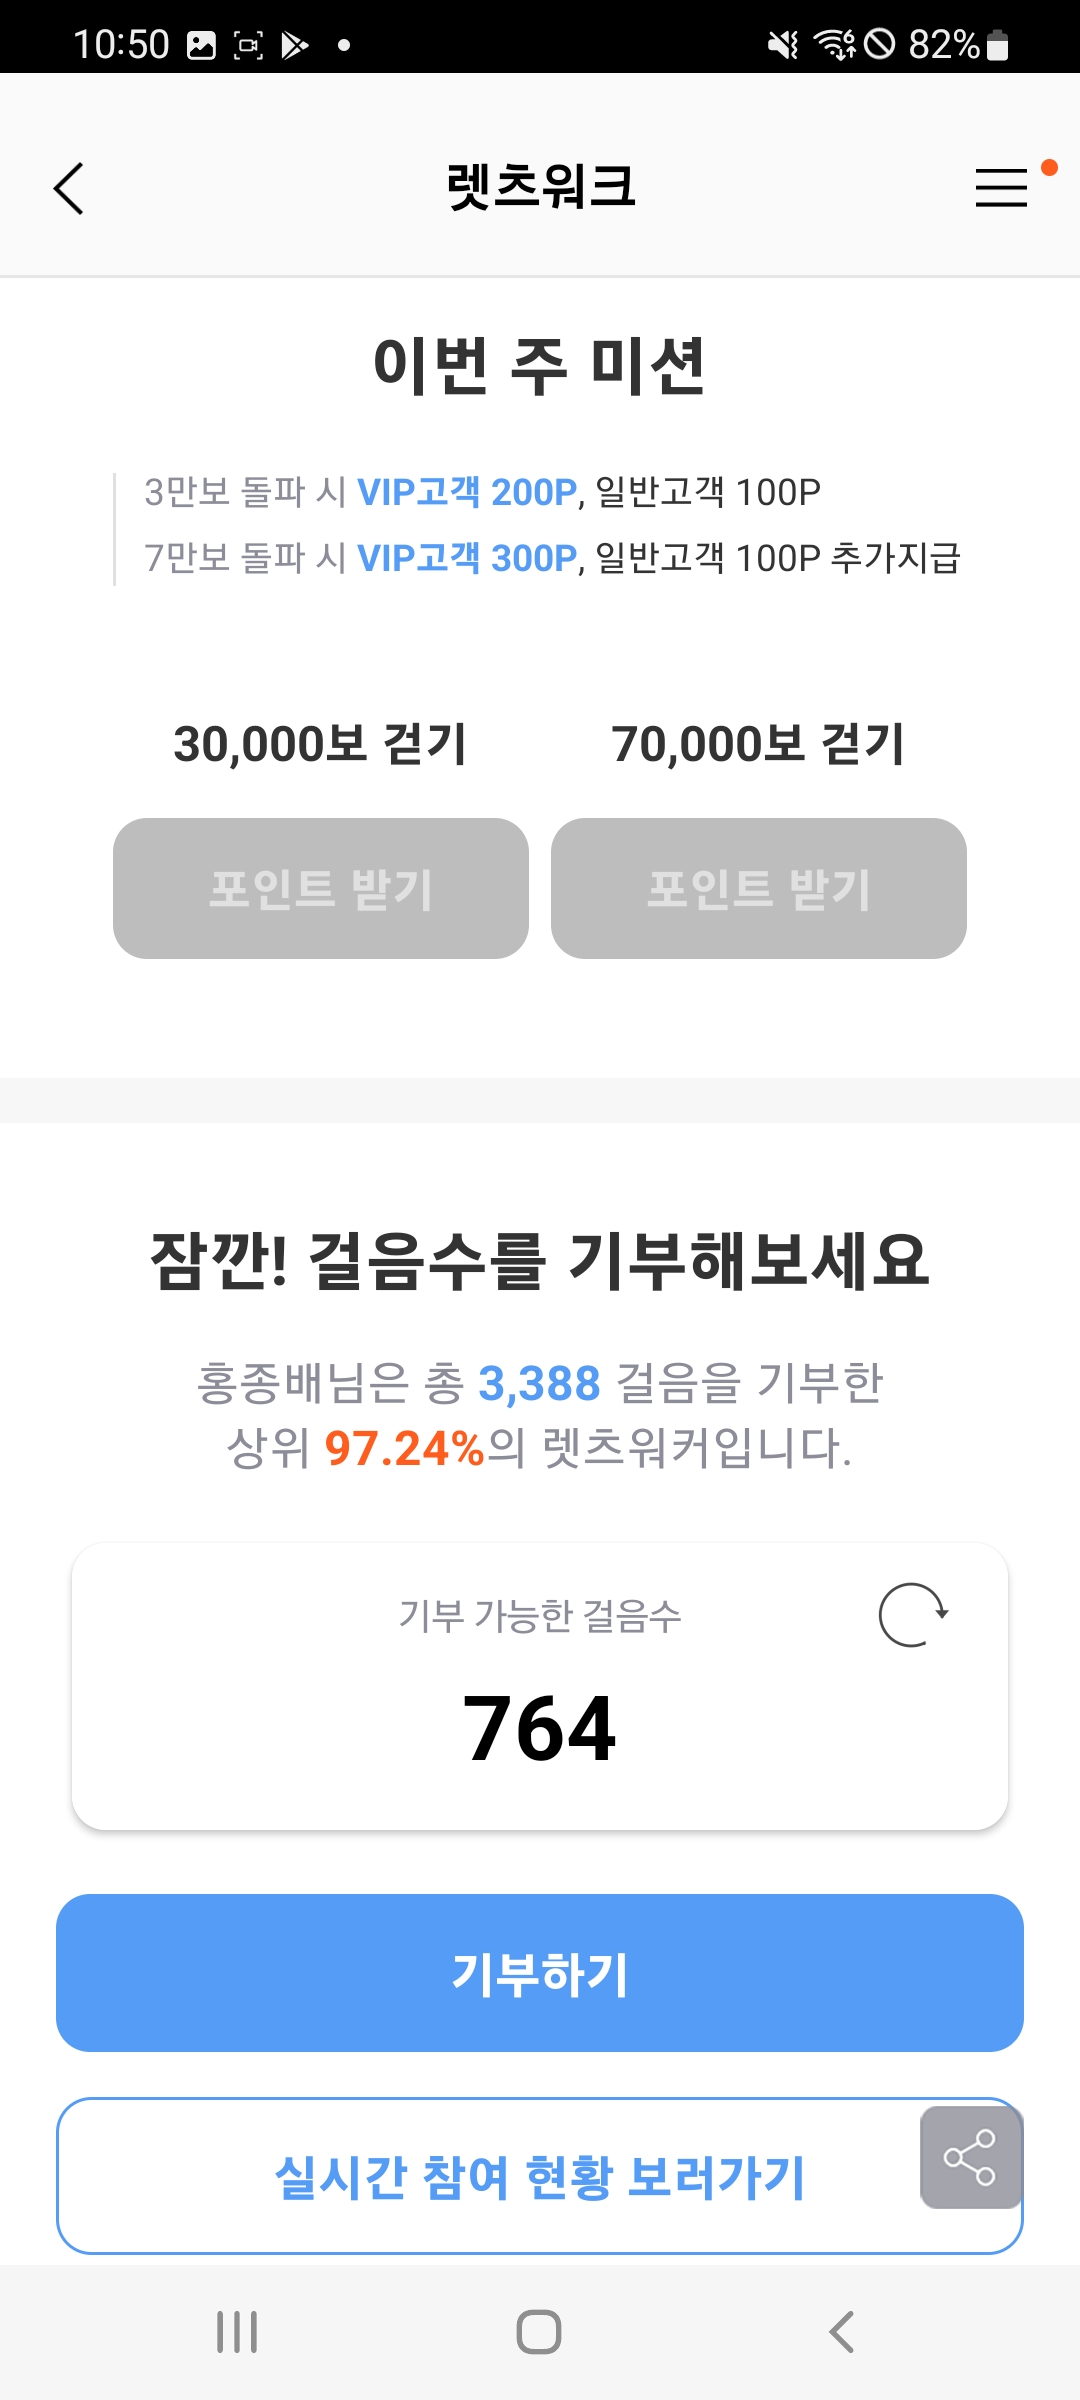 10:50
82%
렛츠워크
이번 주 미션
3만보 돌파 시 VIP고객 200P, 일반고객 100P
7만보 돌파 시 VIP고객 300P, 일반고객 100P 추가지급
30,000보 걷기 70,000보 걷기
포인트 받기 포인트 받기
잠깐! 걸음수를 기부해보세요
홍종배님은 총 3,388 걸음을 기부한
상위 97.24%의 렛츠워커입니다.
기부 가능한 걸음수
764
기부하기
실시간 참여 현황 보러가기